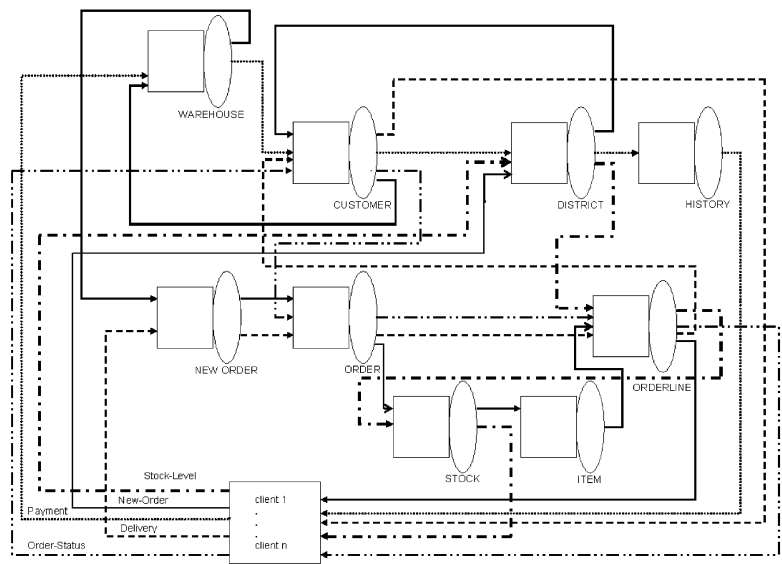 WAREHOUSE
CUSTOMER
DISTRICT
HISTORY
NEW ORDER
ORDER
ORDERLINE
STOCK
ITEM
Stock-Level
New-Order
Payment
Delivery
Order-Status
client 1
.
.
.
client n